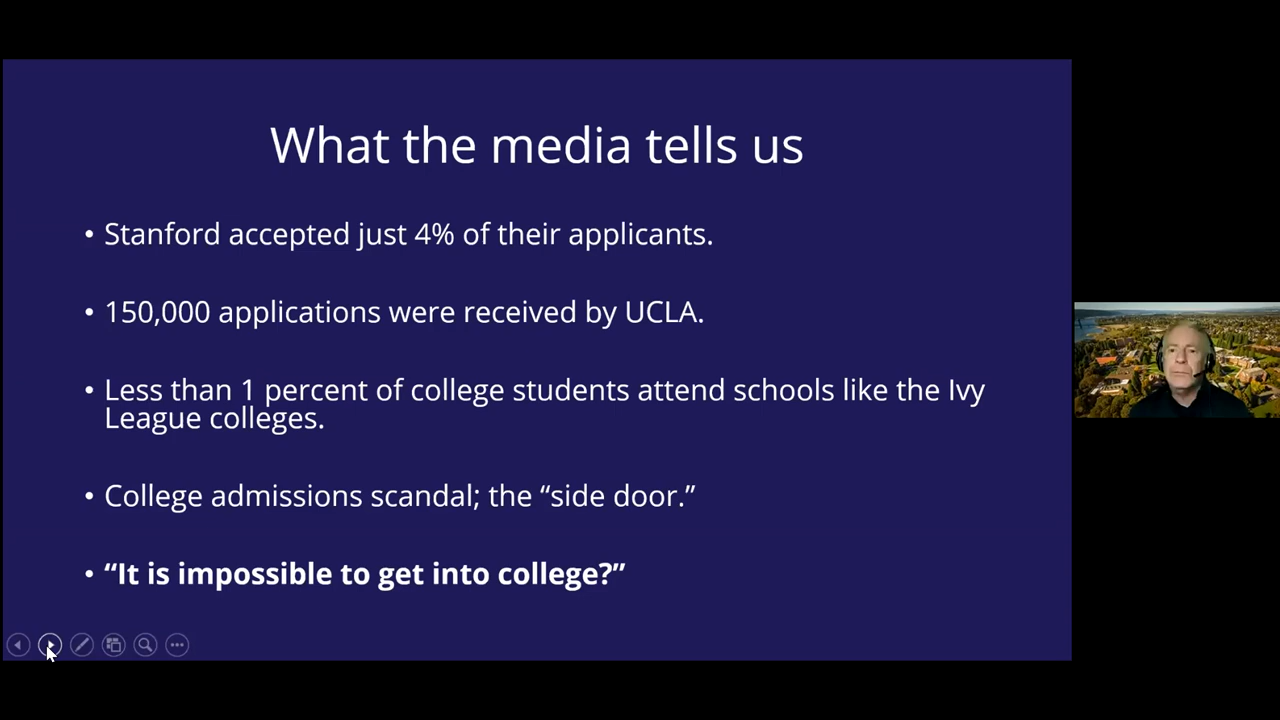 What the media tells us
• Stanford accepted just 4% of their applicants.
• 150,000 applications were received by UCLA.
• Less than 1 percent of college students attend schools like the Ivy
League colleges.
• College admissions scandal; the “side door.”
• “It is impossible to get into college?”